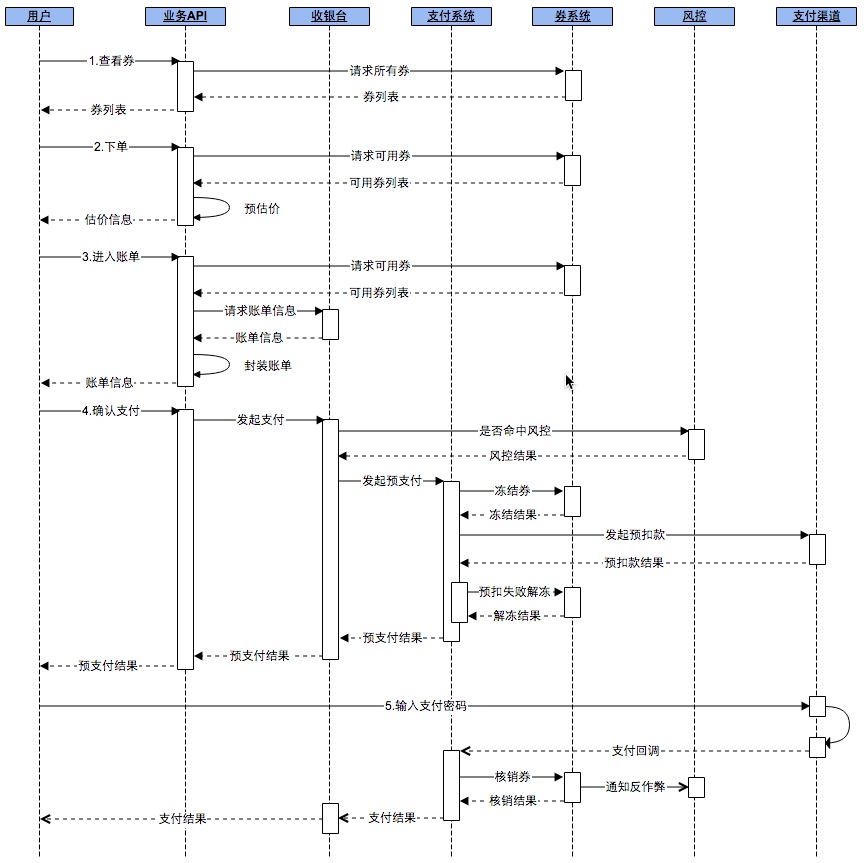 用户 业务API 收银台 支付系统 券系统 风控 支付渠道
1.查看券
请求所有券
券列表
券列表
2.下单
请求可用券
可用券列表
预估价
估价信息
3.进入账单
请求可用券
可用券列表
请求账单信息
账单信息
封装账单
账单信息
4.确认支付
发起支付
是否命中风控
风控结果
发起预支付
冻结券
冻结结果
发起预扣款
预扣款结果
预扣失败解冻
解冻结果
预支付结果
预支付结果
预支付结果
5.输入支付密码
支付回调
核销券
通知反作弊
核销结果
支付结果
支付结果